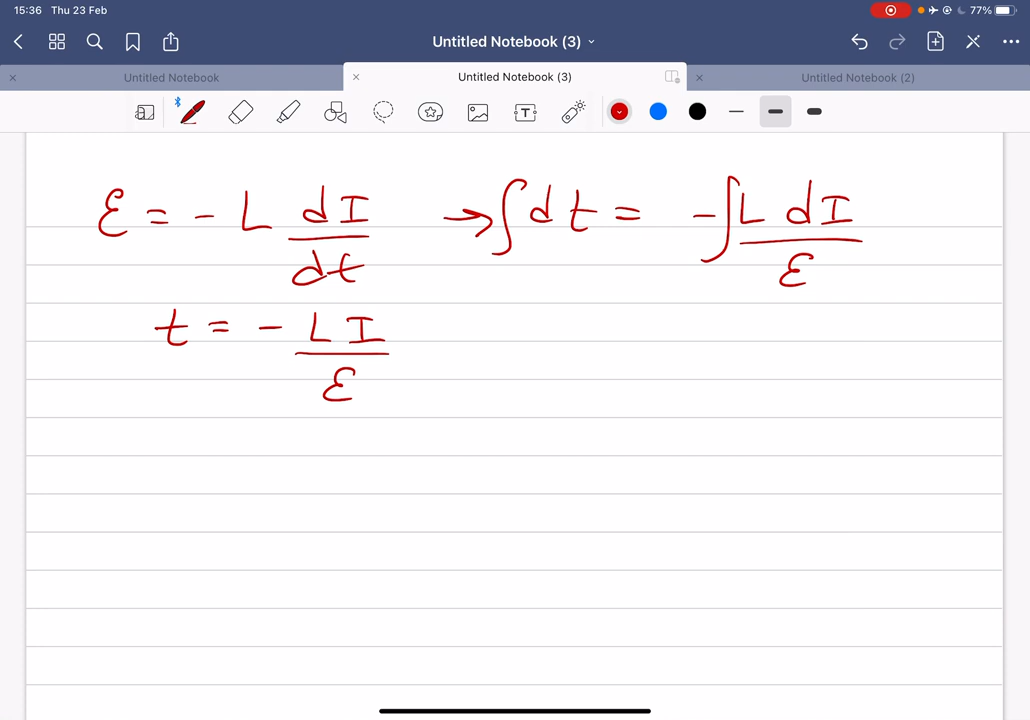 15:36 Thu 23 Feb 77%
Untitled Notebook (3)
Untitled Notebook Untitled Notebook (3) Untitled Notebook (2)
ℰ = - L dI/dt → ∫dt = -∫L dI/ℰ
t = - LI/ℰ